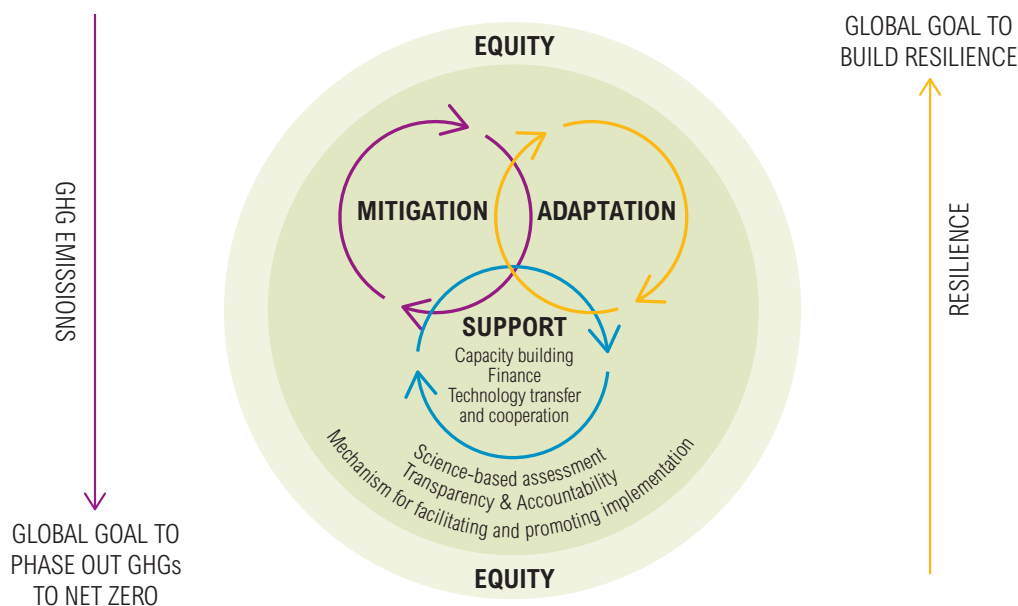 GHG EMISSIONS
GLOBAL GOAL TO
PHASE OUT GHGs
TO NET ZERO
EQUITY
MITIGATION
ADAPTATION
SUPPORT
Capacity building
Finance
Technology transfer
and cooperation
Science-based assessment
Transparency & Accountability
Mechanism for facilitating and promoting implementation
EQUITY
GLOBAL GOAL TO
BUILD RESILIENCE
RESILIENCE